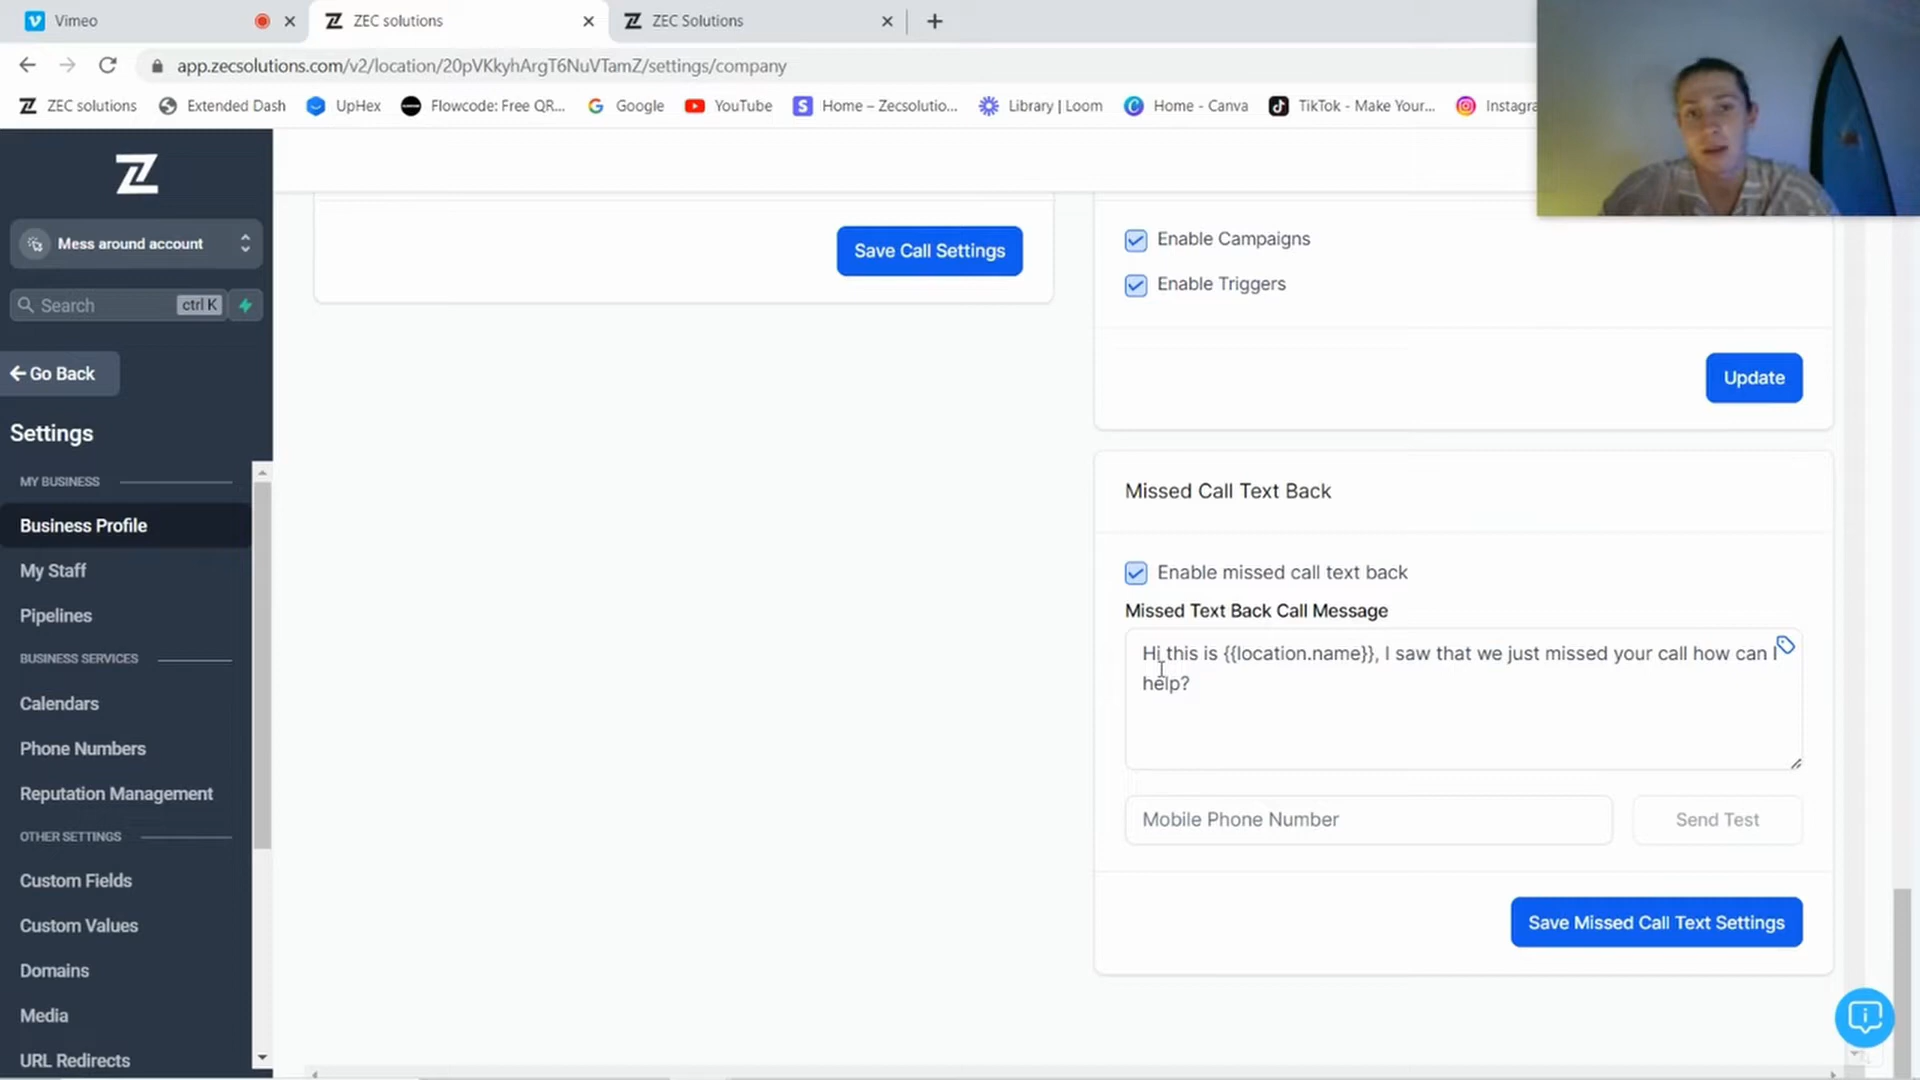 Vimeo
ZEC solutions
ZEC Solutions
app.zecsolutions.com/v2/location/20pVKkyhArgT6NuVTamZ/settings/company
ZEC solutions
Extended Dash
UpHex
Flowcode: Free QR...
Google
YouTube
Home – Zecsolutio...
Library | Loom
Home - Canva
TikTok - Make Your...
Instagra
Mess around account
Search
ctrl K
Go Back
Settings
MY BUSINESS
Business Profile
My Staff
Pipelines
BUSINESS SERVICES
Calendars
Phone Numbers
Reputation Management
OTHER SETTINGS
Custom Fields
Custom Values
Domains
Media
URL Redirects
Save Call Settings
Enable Campaigns
Enable Triggers
Update
Missed Call Text Back
Enable missed call text back
Missed Text Back Call Message
Hi this is {{location.name}}, I saw that we just missed your call how can I
help?
Mobile Phone Number
Send Test
Save Missed Call Text Settings